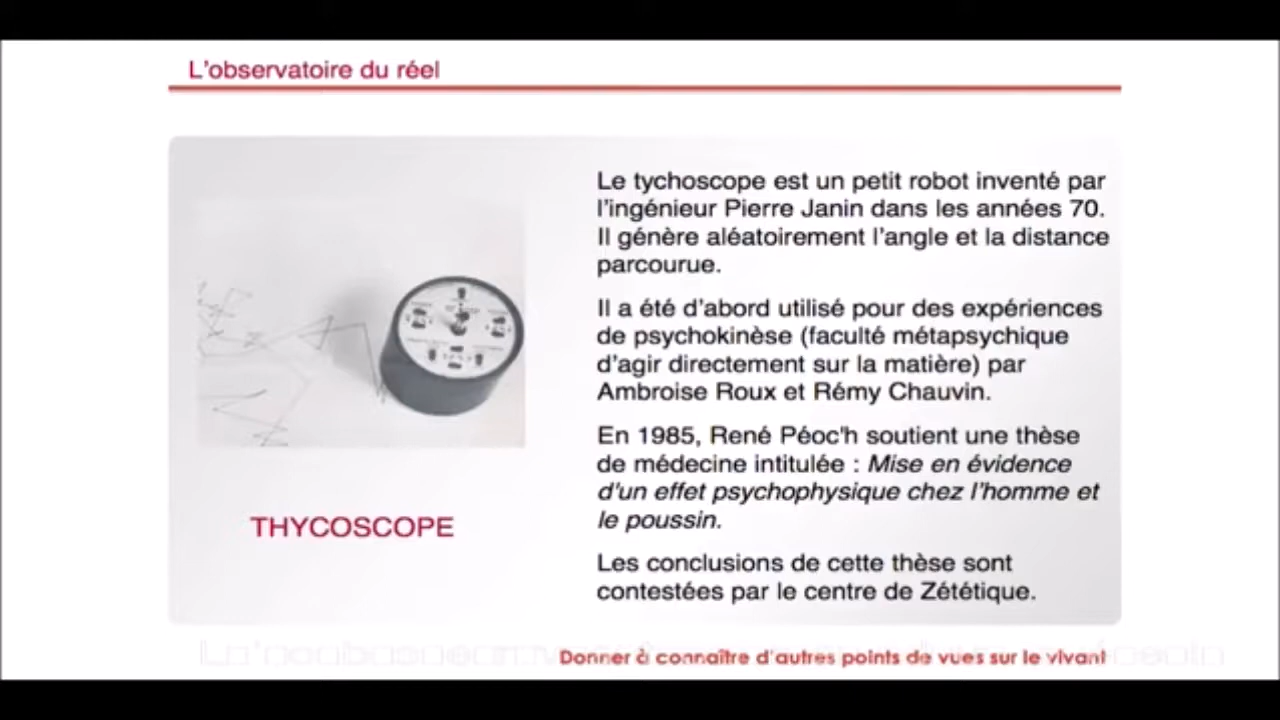 L'observatoire du réel
Le tychoscope est un petit robot inventé par
l'ingénieur Pierre Janin dans les années 70.
Il génère aléatoirement l'angle et la distance
parcourue.
Il a été d'abord utilisé pour des expériences
de psychokinèse (faculté métapsychique
d'agir directement sur la matière) par
Ambroise Roux et Rémy Chauvin.
En 1985, René Péoc'h soutient une thèse
de médecine intitulée : Mise en évidence
d'un effet psychophysique chez l'homme et
le poussin.
Les conclusions de cette thèse sont
contestées par le centre de Zététique.
THYCOSCOPE
Donner à connaître d'autres points de vues sur le vivant